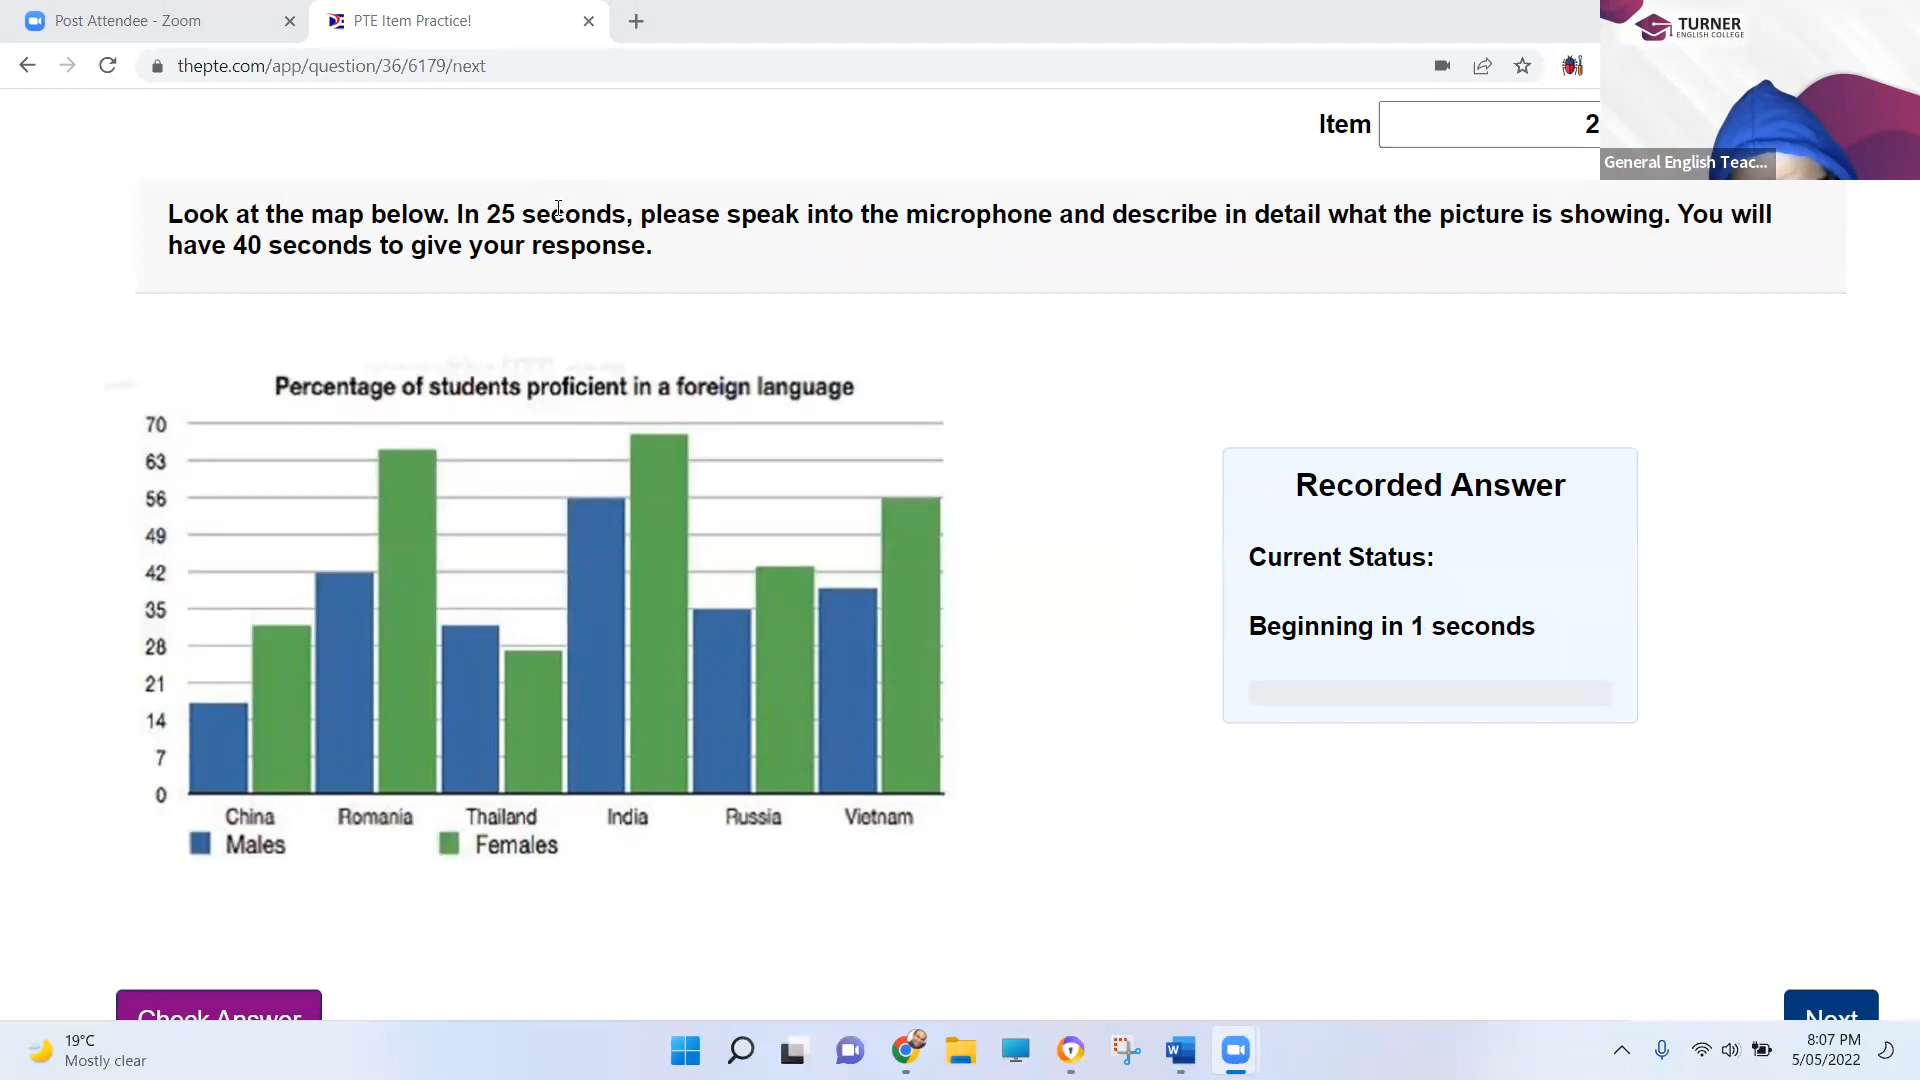 Post Attendee - Zoom
PTE Item Practice!
TURNER
ENGLISH COLLEGE
thepte.com/app/question/36/6179/next
Item 2
General English Teac...
Look at the map below. In 25 seconds, please speak into the microphone and describe in detail what the picture is showing. You will
have 40 seconds to give your response.
Percentage of students proficient in a foreign language
70
63
56
49
42
35
28
21
14
7
0
China Romania Thailand India Russia Vietnam
Males Females
Recorded Answer
Current Status:
Beginning in 1 seconds
Check Answer
Next
19°C
Mostly clear
W
8:07 PM
5/05/2022